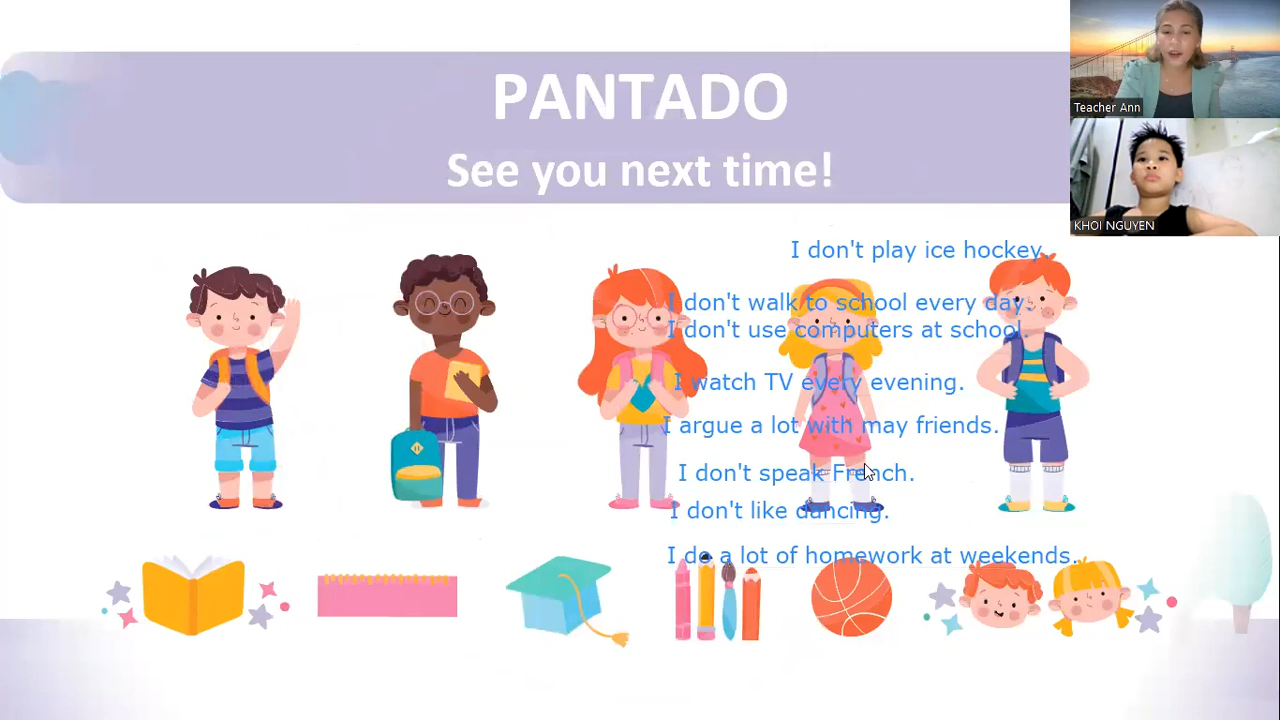 PANTADO
See you next time!
Teacher Ann
KHOI NGUYEN
I don't play ice hockey.
I don't walk to school every day.
I don't use computers at school.
I watch TV every evening.
I argue a lot with may friends.
I don't speak French.
I don't like dancing.
I do a lot of homework at weekends.